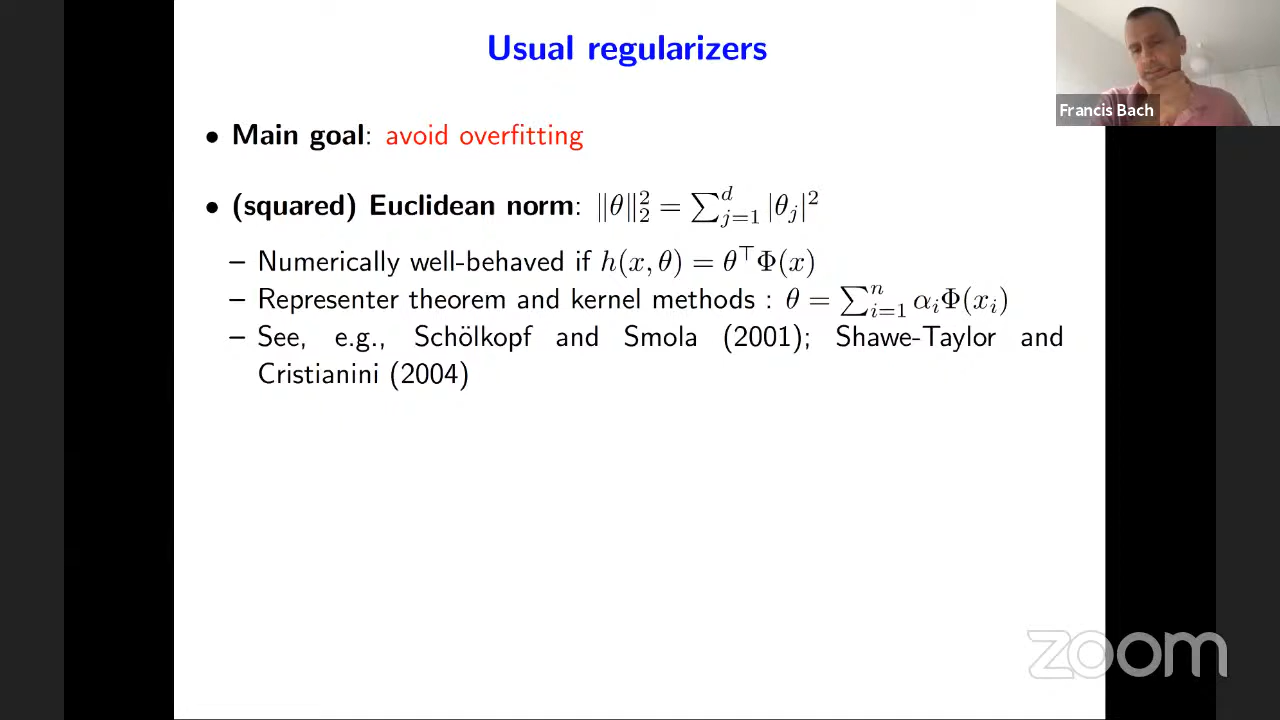 Usual regularizers
Francis Bach
• Main goal: avoid overfitting
• (squared) Euclidean norm: ‖θ‖₂² = ∑ᵈⱼ₌₁ |θⱼ|²
– Numerically well-behaved if h(x, θ) = θ⊤Φ(x)
– Representer theorem and kernel methods : θ = ∑ⁿᵢ₌₁ αᵢΦ(xᵢ)
– See, e.g., Schölkopf and Smola (2001); Shawe-Taylor and
Cristianini (2004)
zoom